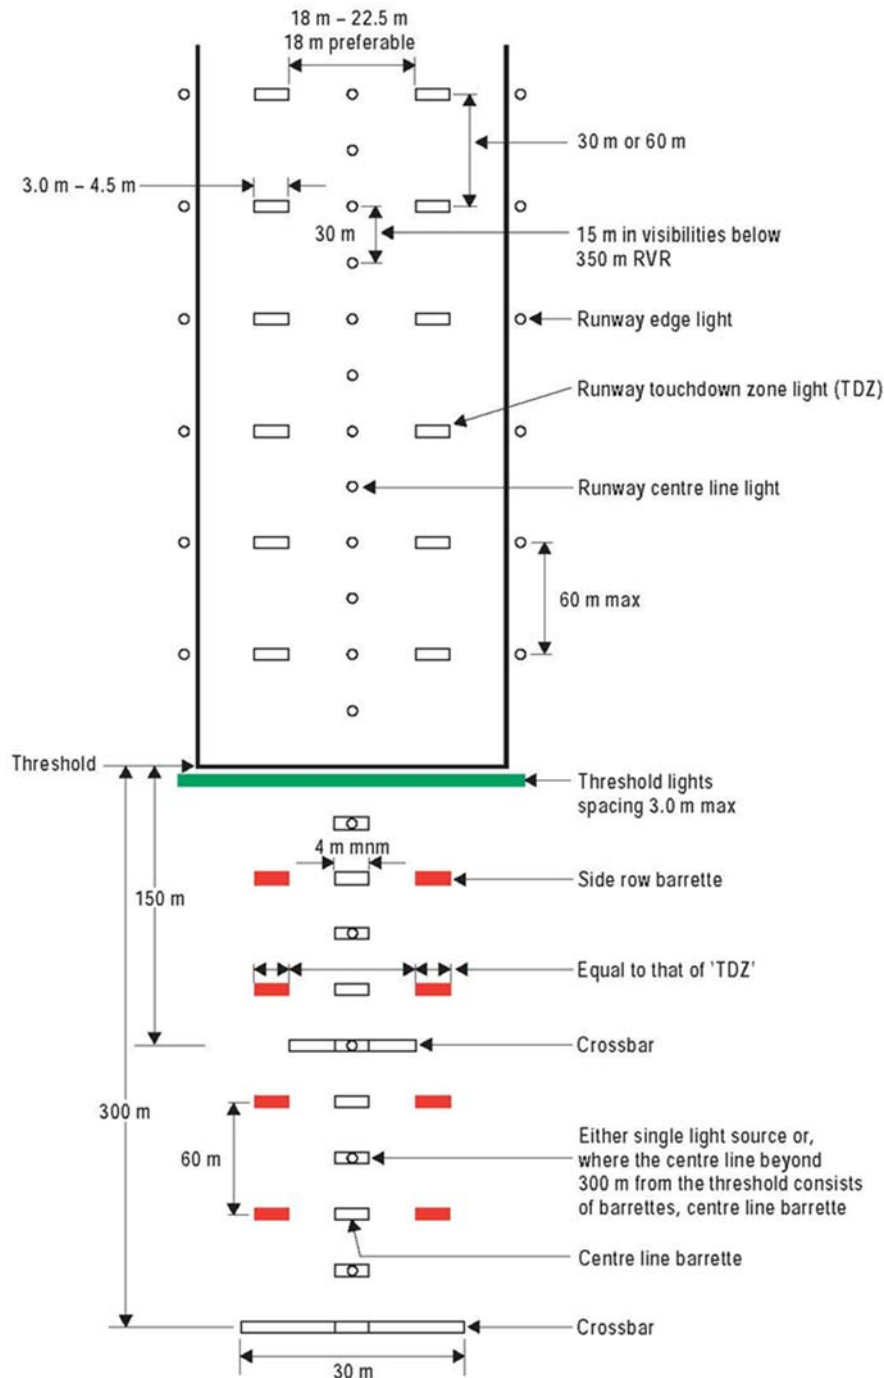 18 m – 22.5 m
18 m preferable
30 m or 60 m
3.0 m – 4.5 m
30 m
15 m in visibilities below
350 m RVR
Runway edge light
Runway touchdown zone light (TDZ)
Runway centre line light
60 m max
Threshold
Threshold lights
spacing 3.0 m max
4 m mnm
Side row barrette
150 m
Equal to that of 'TDZ'
Crossbar
300 m
60 m
Either single light source or,
where the centre line beyond
300 m from the threshold consists
of barrettes, centre line barrette
Centre line barrette
Crossbar
30 m